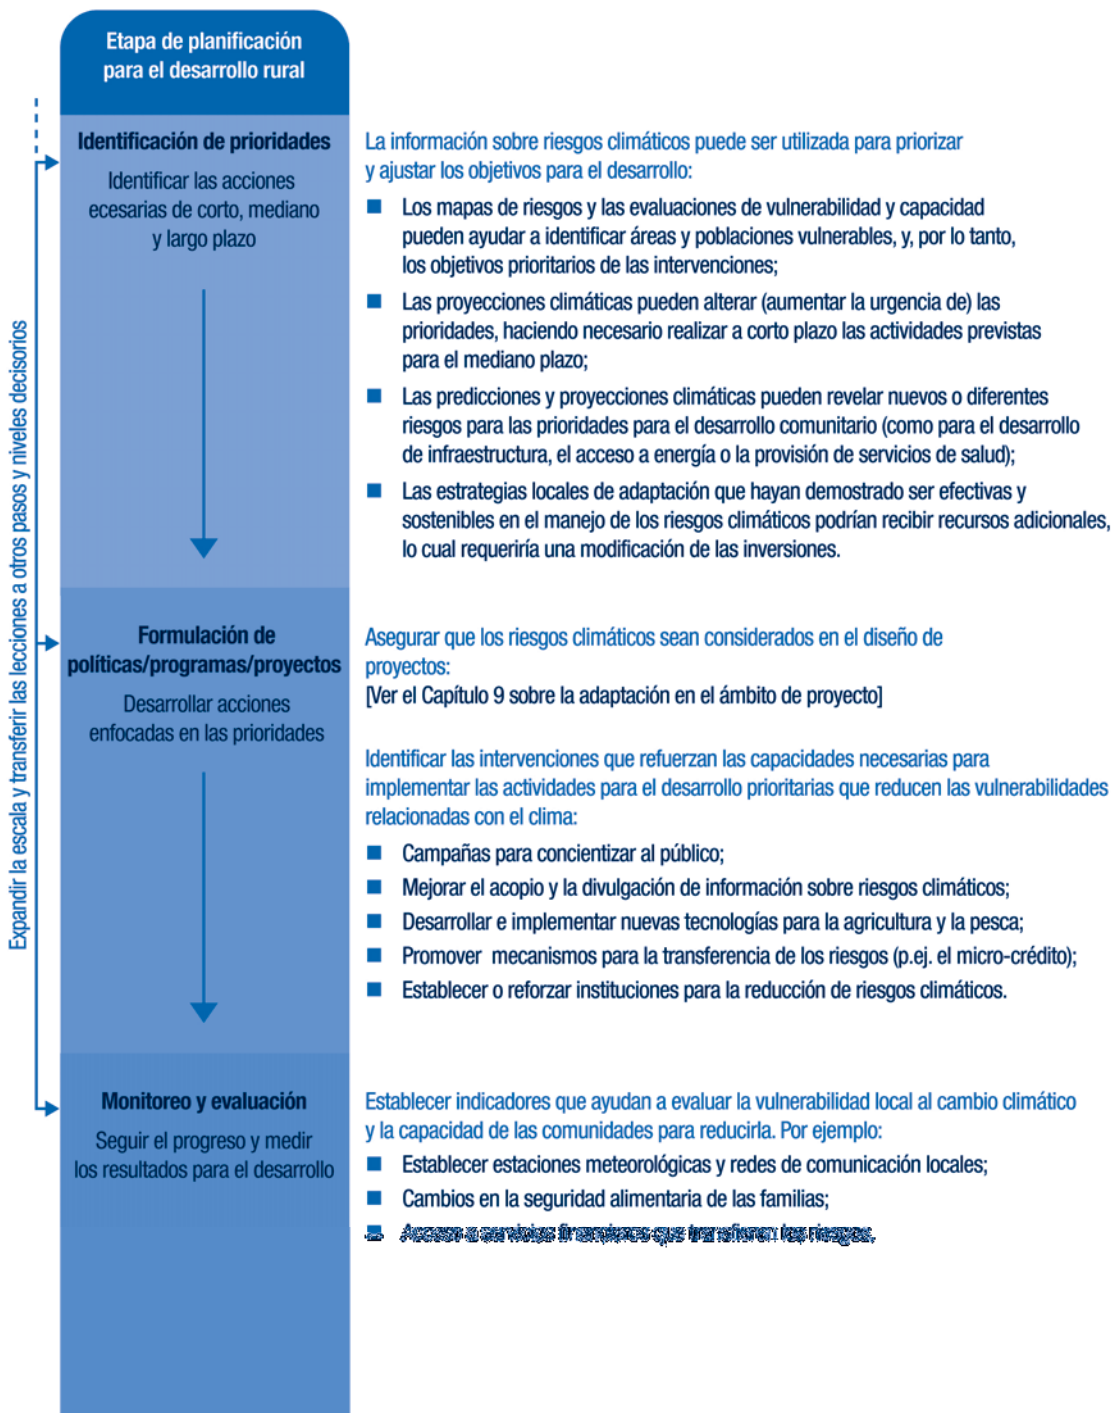 Etapa de planificación
para el desarrollo rural
Expandir la escala y transferir las lecciones a otros pasos y niveles decisorios
Identificación de prioridades
Identificar las acciones
ecesarias de corto, mediano
y largo plazo
La información sobre riesgos climáticos puede ser utilizada para priorizar
y ajustar los objetivos para el desarrollo:
Los mapas de riesgos y las evaluaciones de vulnerabilidad y capacidad
pueden ayudar a identificar áreas y poblaciones vulnerables, y, por lo tanto,
los objetivos prioritarios de las intervenciones;
Las proyecciones climáticas pueden alterar (aumentar la urgencia de) las
prioridades, haciendo necesario realizar a corto plazo las actividades previstas
para el mediano plazo;
Las predicciones y proyecciones climáticas pueden revelar nuevos o diferentes
riesgos para las prioridades para el desarrollo comunitario (como para el desarrollo
de infraestructura, el acceso a energía o la provisión de servicios de salud);
Las estrategias locales de adaptación que hayan demostrado ser efectivas y
sostenibles en el manejo de los riesgos climáticos podrían recibir recursos adicionales,
lo cual requeriría una modificación de las inversiones.
Formulación de
políticas/programas/proyectos
Desarrollar acciones
enfocadas en las prioridades
Asegurar que los riesgos climáticos sean considerados en el diseño de
proyectos:
[Ver el Capítulo 9 sobre la adaptación en el ámbito de proyecto]
Identificar las intervenciones que refuerzan las capacidades necesarias para
implementar las actividades para el desarrollo prioritarias que reducen las vulnerabilidades
relacionadas con el clima:
Campañas para concientizar al público;
Mejorar el acopio y la divulgación de información sobre riesgos climáticos;
Desarrollar e implementar nuevas tecnologías para la agricultura y la pesca;
Promover mecanismos para la transferencia de los riesgos (p.ej. el micro-crédito);
Establecer o reforzar instituciones para la reducción de riesgos climáticos.
Monitoreo y evaluación
Seguir el progreso y medir
los resultados para el desarrollo
Establecer indicadores que ayudan a evaluar la vulnerabilidad local al cambio climático
y la capacidad de las comunidades para reducirla. Por ejemplo:
Establecer estaciones meteorológicas y redes de comunicación locales;
Cambios en la seguridad alimentaria de las familias;
Acceso a servicios financieros que transfieren los riesgos.